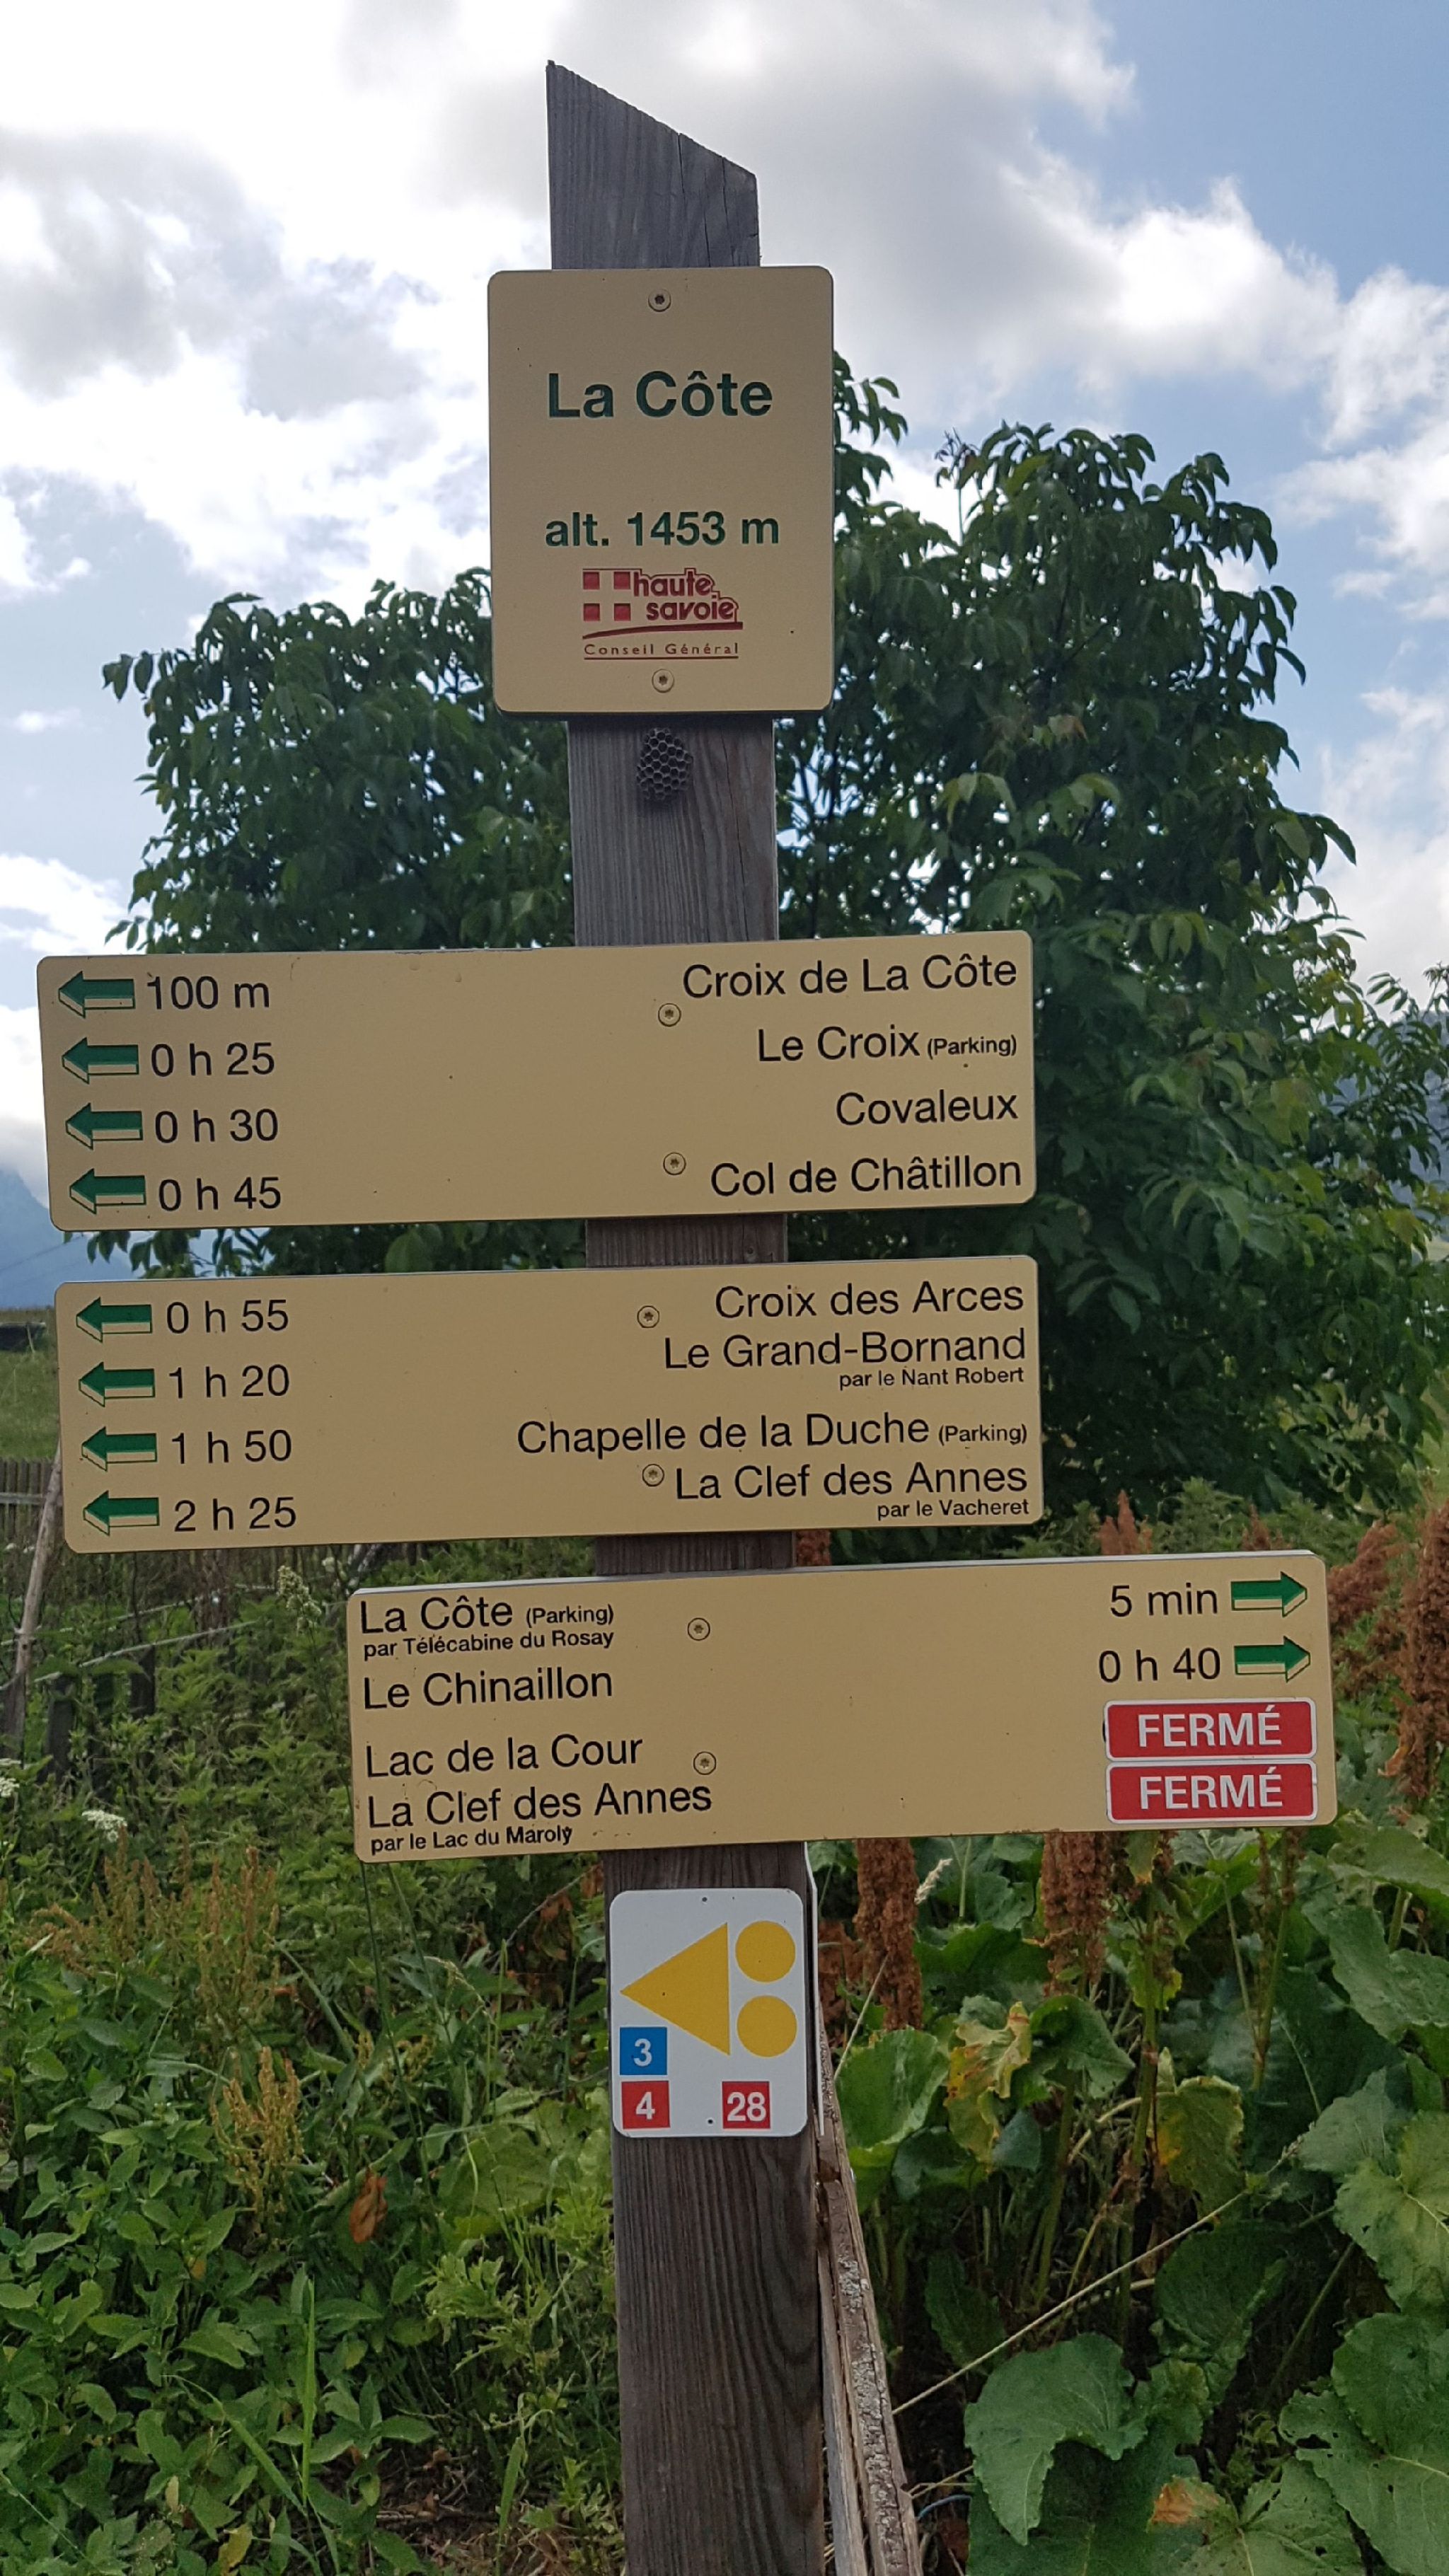 La Côte
alt. 1453 m
haute
savoie
Conseil Général
100 m Croix de La Côte
0 h 25 Le Croix (Parking)
0 h 30 Covaleux
0 h 45 Col de Châtillon
0 h 55 Croix des Arces
1 h 20 Le Grand-Bornand
par le Nant Robert
1 h 50 Chapelle de la Duche (Parking)
2 h 25 La Clef des Annes
par le Vacheret
La Côte (Parking) 5 min
par Télécabine du Rosay
Le Chinaillon 0 h 40
Lac de la Cour FERMÉ
La Clef des Annes FERMÉ
par le Lac du Maroly
3
4 28